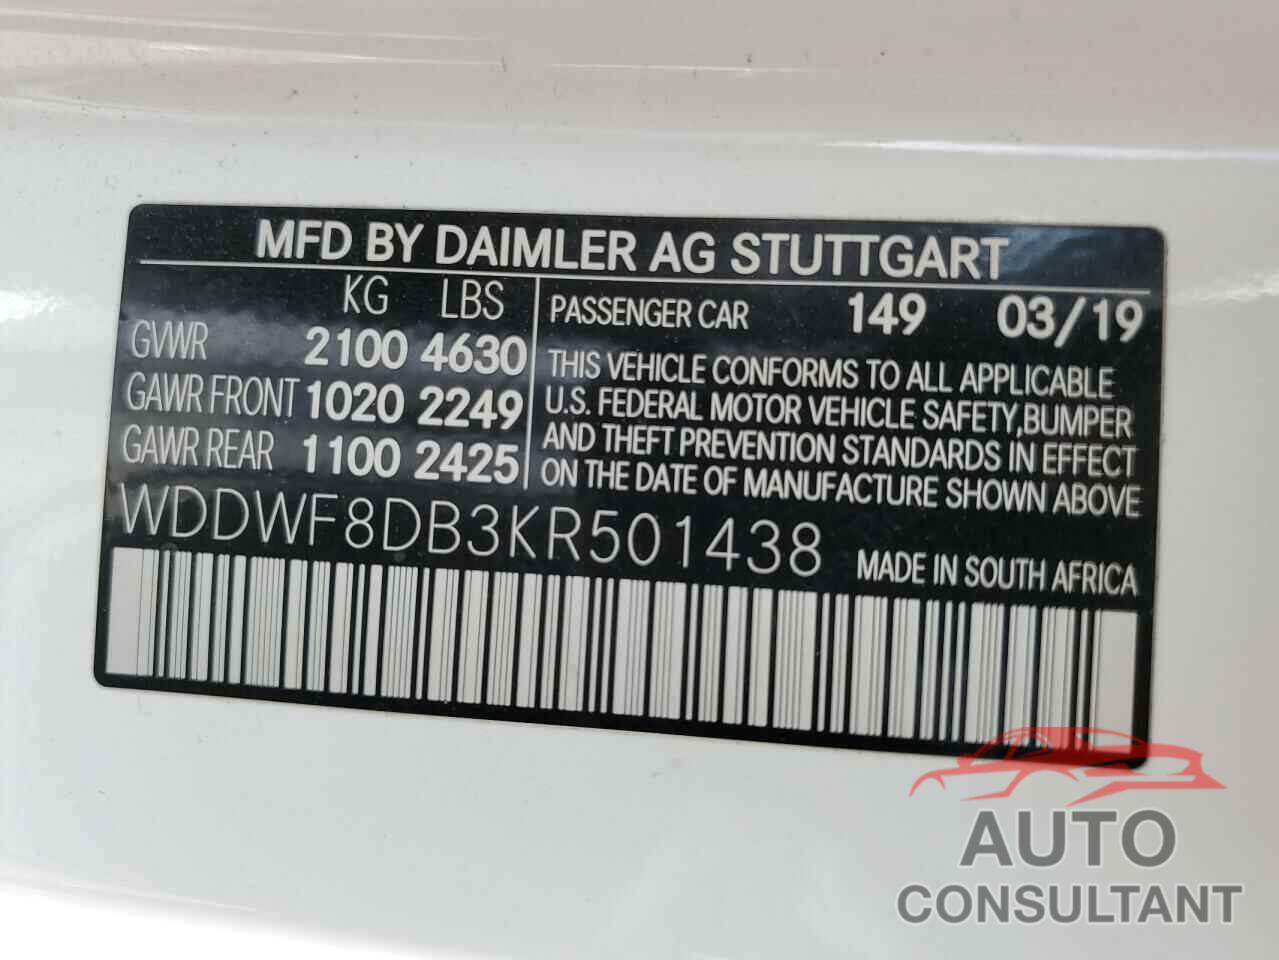 MFD BY DAIMLER AG STUTTGART
KG LBS
GVWR 2100 4630
GAWR FRONT 1020 2249
GAWR REAR 1100 2425
PASSENGER CAR 149 03/19
THIS VEHICLE CONFORMS TO ALL APPLICABLE
U.S. FEDERAL MOTOR VEHICLE SAFETY,BUMPER
AND THEFT PREVENTION STANDARDS IN EFFECT
ON THE DATE OF MANUFACTURE SHOWN ABOVE
WDDWF8DB3KR501438
MADE IN SOUTH AFRICA
AUTO
CONSULTANT